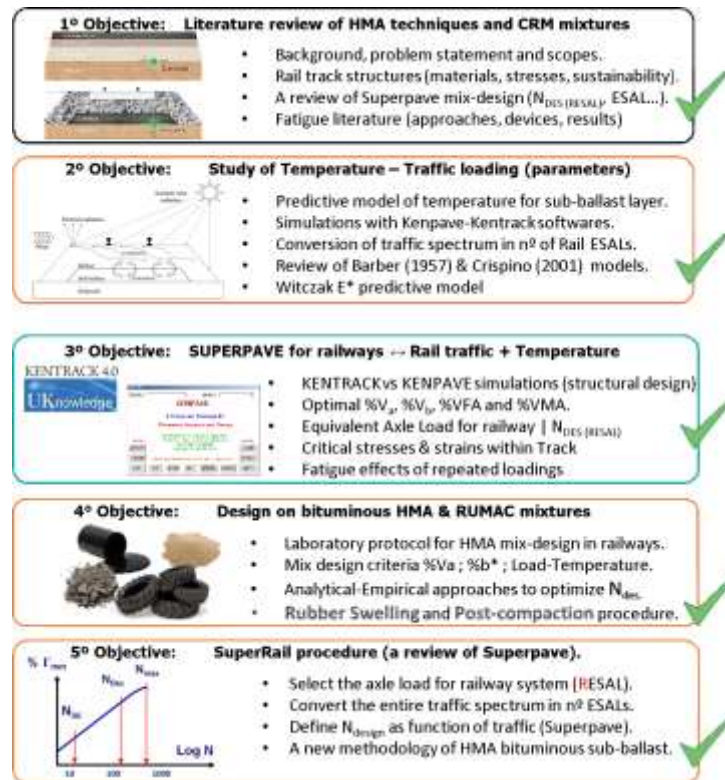 1º Objective: Literature review of HMA techniques and CRM mixtures
• Background, problem statement and scopes.
• Rail track structures (materials, stresses, sustainability).
• A review of Superpave mix-design (N_DES (RESAL), ESAL...).
• Fatigue literature (approaches, devices, results)
2º Objective: Study of Temperature – Traffic loading (parameters)
• Predictive model of temperature for sub-ballast layer.
• Simulations with Kenpave-Kentrack softwares.
• Conversion of traffic spectrum in nº of Rail ESALs.
• Review of Barber (1957) & Crispino (2001) models.
• Witczak E* predictive model
3º Objective: SUPERPAVE for railways ↔ Rail traffic + Temperature
KENTRACK 4.0
UKnowledge
KENPAVE
• KENTRACK vs KENPAVE simulations (structural design)
• Optimal %Va, %Vb, %VFA and %VMA.
• Equivalent Axle Load for railway | N_DES (RESAL)
• Critical stresses & strains within Track
• Fatigue effects of repeated loadings
4º Objective: Design on bituminous HMA & RUMAC mixtures
• Laboratory protocol for HMA mix-design in railways.
• Mix design criteria %Va ; %b* ; Load-Temperature.
• Analytical-Empirical approaches to optimize Ndes.
• Rubber Swelling and Post-compaction procedure.
5º Objective: SuperRail procedure (a review of Superpave).
• Select the axle load for railway system (RESAL).
• Convert the entire traffic spectrum in nº ESALs.
• Define Ndesign as function of traffic (Superpave).
• A new methodology of HMA bituminous sub-ballast.
Log N
10 100 1000